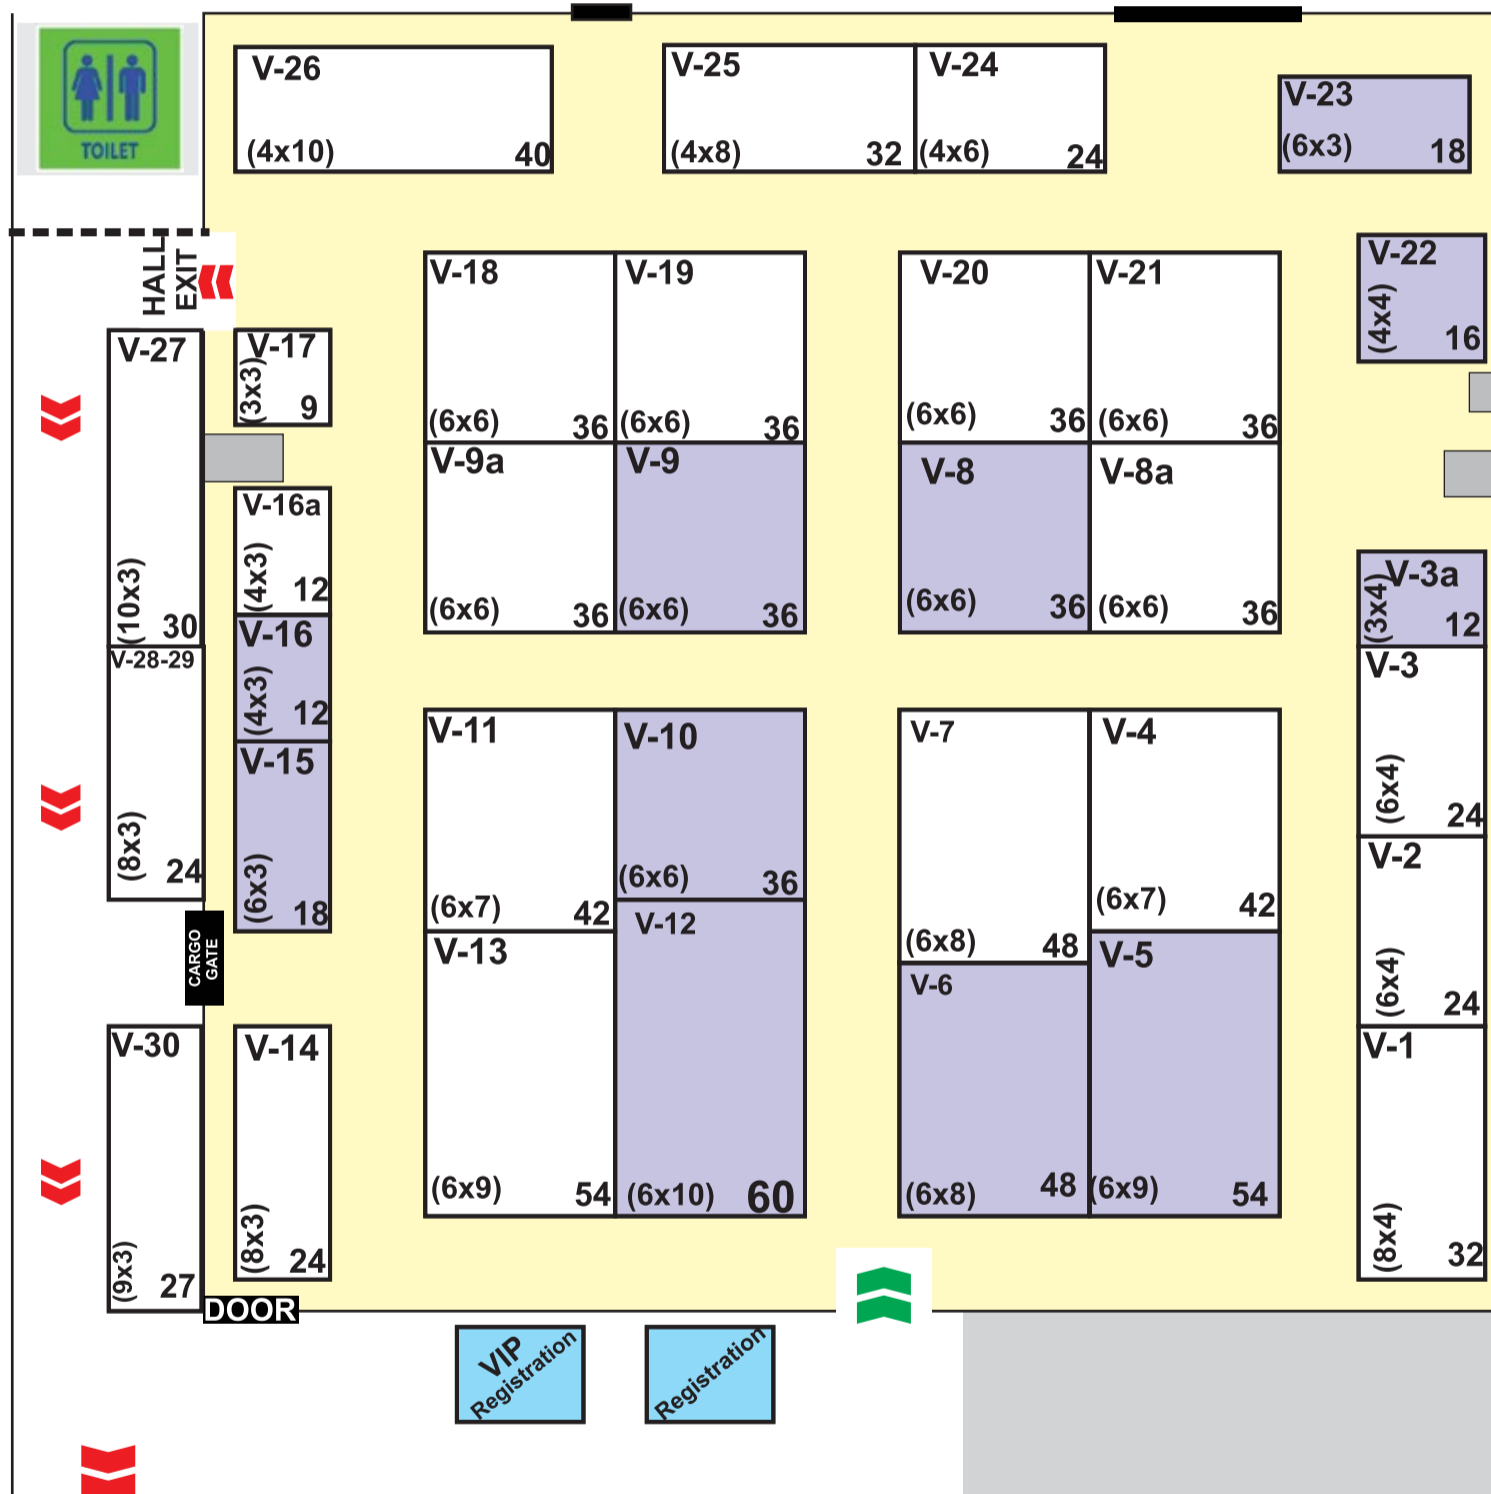 TOILET
V-26
(4x10) 40
V-25
(4x8) 32
V-24
(4x6) 24
V-23
(6x3) 18
HALL
EXIT
V-18
(6x6) 36
V-19
(6x6) 36
V-20
(6x6) 36
V-21
(6x6) 36
V-22
(4x4)
16
V-27
(10x3)
30
V-17
(3x3)
9
V-9a
(6x6) 36
V-9
(6x6) 36
V-8
(6x6) 36
V-8a
(6x6) 36
V-16a
(4x3)
12
V-16
(4x3)
12
V-15
(6x3)
18
V-28-29
(8x3)
24
V-3a
(3x4)
12
V-3
(6x4)
24
V-2
(6x4)
24
V-1
(8x4)
32
V-11
(6x7) 42
V-10
(6x6) 36
V-7
(6x8) 48
V-4
(6x7) 42
V-13
(6x9) 54
V-12
(6x10) 60
V-6
(6x8) 48
V-5
(6x9) 54
CARGO
GATE
V-30
(9x3)
27
V-14
(8x3)
24
DOOR
VIP
Registration
Registration